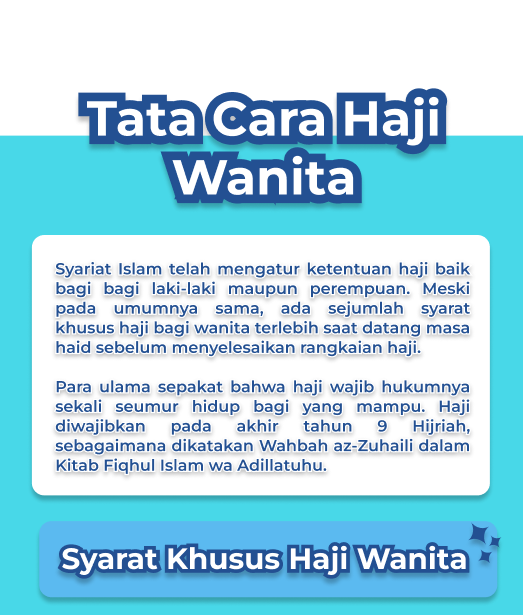 Tata Cara Haji
Wanita
Syariat Islam telah mengatur ketentuan haji baik
bagi bagi laki-laki maupun perempuan. Meski
pada umumnya sama, ada sejumlah syarat
khusus haji bagi wanita terlebih saat datang masa
haid sebelum menyelesaikan rangkaian haji.
Para ulama sepakat bahwa haji wajib hukumnya
sekali seumur hidup bagi yang mampu. Haji
diwajibkan pada akhir tahun 9 Hijriah,
sebagaimana dikatakan Wahbah az-Zuhaili dalam
Kitab Fiqhul Islam wa Adillatuhu.
Syarat Khusus Haji Wanita